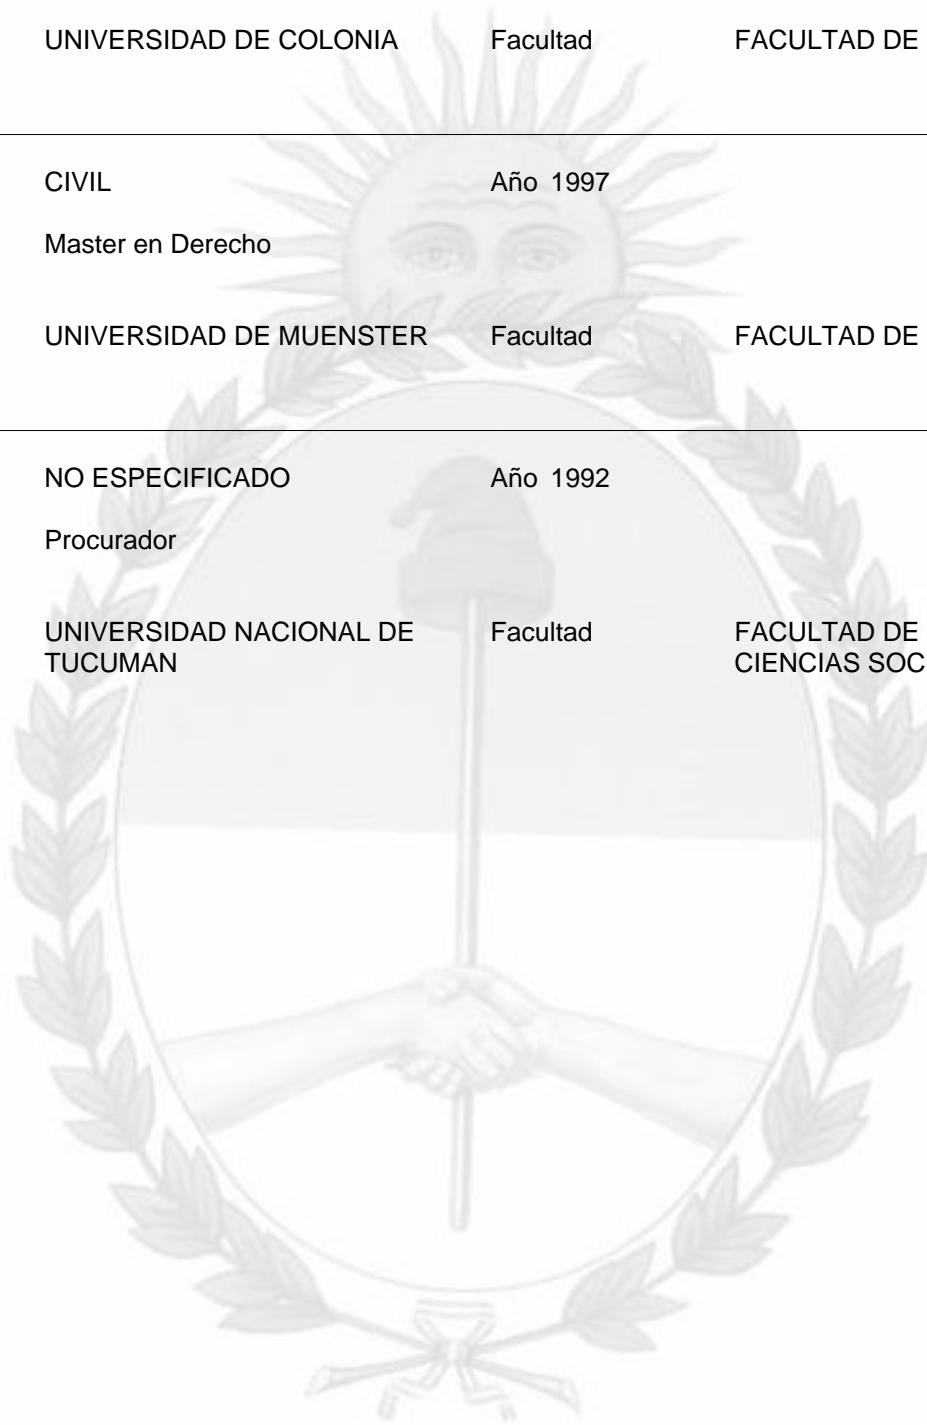 UNIVERSIDAD DE COLONIA Facultad FACULTAD DE
CIVIL Año 1997
Master en Derecho
UNIVERSIDAD DE MUENSTER Facultad FACULTAD DE
NO ESPECIFICADO Año 1992
Procurador
UNIVERSIDAD NACIONAL DE Facultad FACULTAD DE
TUCUMAN CIENCIAS SOC